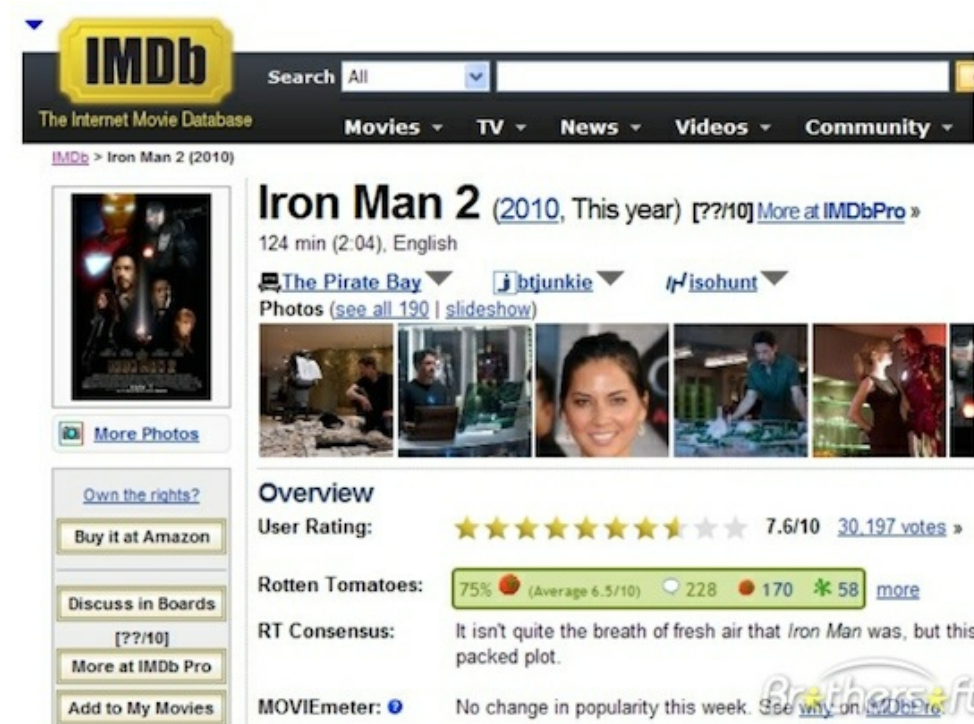 IMDb
The Internet Movie Database
Search All
Movies TV News Videos Community
IMDb > Iron Man 2 (2010)
Iron Man 2 (2010, This year) [??/10] More at IMDbPro »
124 min (2:04), English
The Pirate Bay btjunkie isohunt
Photos (see all 190 | slideshow)
More Photos
Own the rights?
Buy it at Amazon
Discuss in Boards
[??/10]
More at IMDb Pro
Add to My Movies
Overview
User Rating: 7.6/10 30,197 votes »
Rotten Tomatoes: 75% (Average 6.5/10) 228 170 58 more
RT Consensus: It isn't quite the breath of fresh air that Iron Man was, but this
packed plot.
MOVIEmeter: ? No change in popularity this week. See why on IMDbPro.
Brothersoft